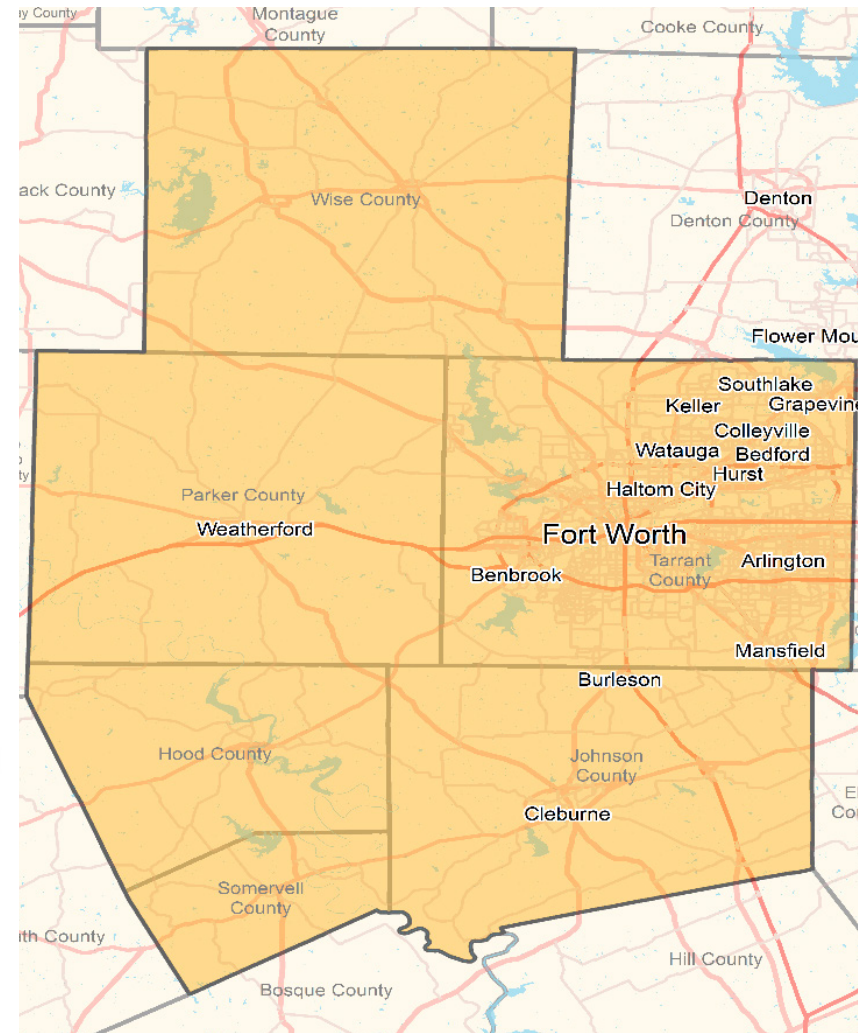 County
Montague
County
Cooke County
ack County
Wise County
Denton
Denton County
Flower Mou
Southlake
Keller
Grapevine
Colleyville
Watauga
Bedford
Hurst
Haltom City
Parker County
Weatherford
Fort Worth
Tarrant
County
Arlington
Benbrook
Mansfield
Burleson
Hood County
Johnson
County
Cleburne
Somervell
County
ith County
Hill County
Bosque County